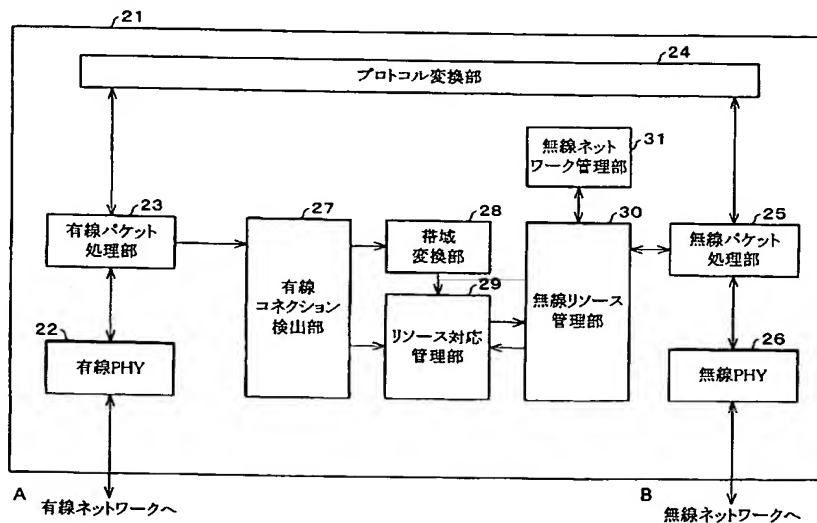 21
24
プロトコル変換部
31
無線ネット
ワーク管理部
23
有線パケット
処理部
27
有線
コネクション
検出部
28
帯域
変換部
30
無線リソース
管理部
25
無線パケット
処理部
29
リソース対応
管理部
22
有線PHY
26
無線PHY
A
有線ネットワークへ
B
無線ネットワークへ